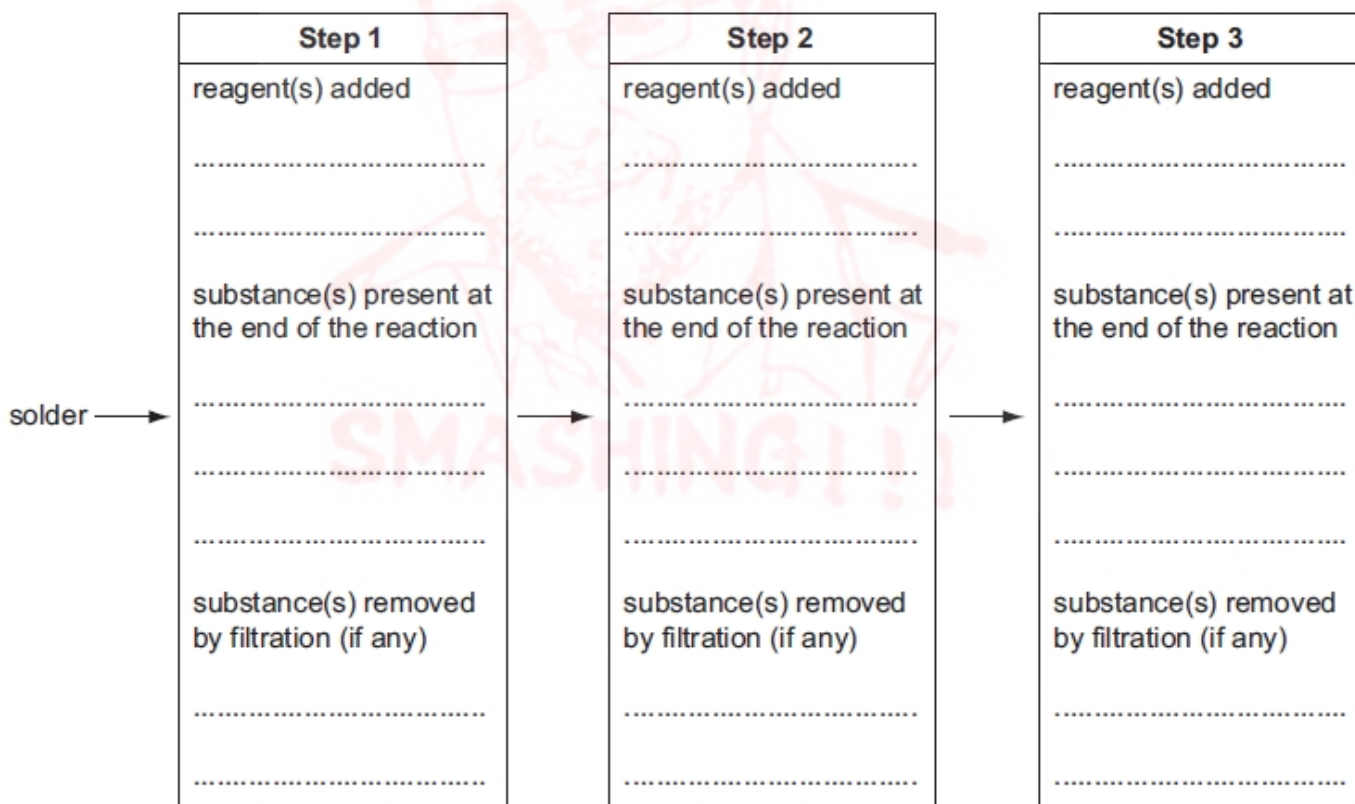 Step 1
reagent(s) added
substance(s) present at
the end of the reaction
substance(s) removed
by filtration (if any)
Step 2
reagent(s) added
substance(s) present at
the end of the reaction
substance(s) removed
by filtration (if any)
Step 3
reagent(s) added
substance(s) present at
the end of the reaction
substance(s) removed
by filtration (if any)
solder
SMASHING!!!